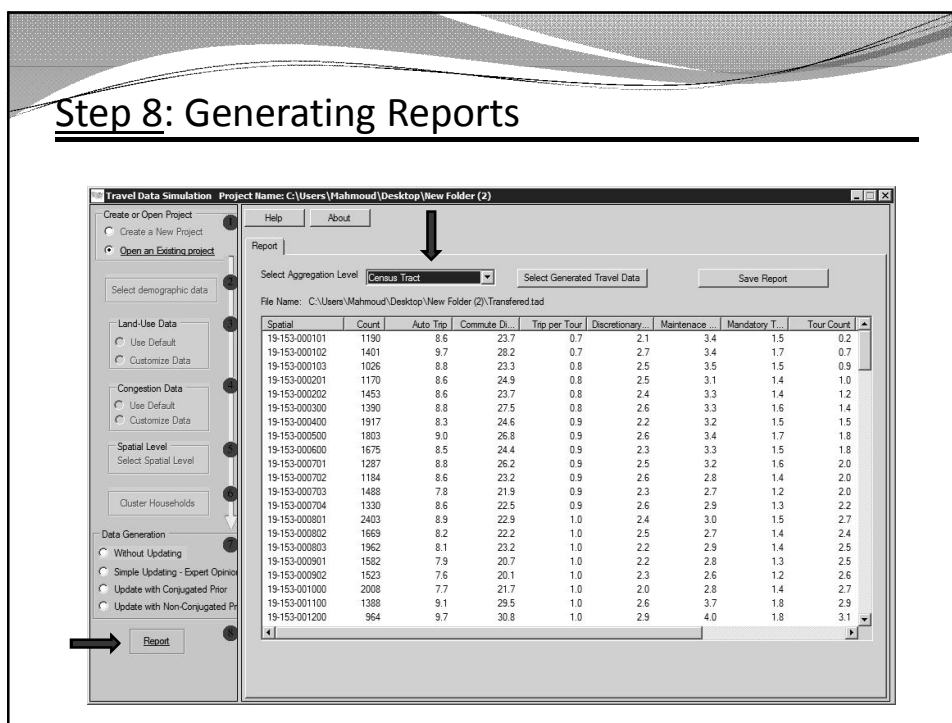 Step 8: Generating Reports
Travel Data Simulation Project Name: C:\Users\Mahmoud\Desktop\New Folder (2)
Create or Open Project
1
Create a New Project
Open an Existing project
Select demographic data
2
Land-Use Data
3
Use Default
Customize Data
Congestion Data
4
Use Default
Customize Data
Spatial Level
5
Select Spatial Level
Cluster Households
6
Data Generation
7
Without Updating
Simple Updating - Expert Opinion
Update with Conjugated Prior
Update with Non-Conjugated Pr
Report
8
Help About
Report
Select Aggregation Level Census Tract Select Generated Travel Data Save Report
File Name: C:\Users\Mahmoud\Desktop\New Folder (2)\Transfered.tad
Spatial Count Auto Trip Commute Di... Trip per Tour Discretionary... Maintenace ... Mandatory T... Tour Count
19-153-000101 1190 8.6 23.7 0.7 2.1 3.4 1.5 0.2
19-153-000102 1401 9.7 28.2 0.7 2.7 3.4 1.7 0.7
19-153-000103 1026 8.8 23.3 0.8 2.5 3.5 1.5 0.9
19-153-000201 1170 8.6 24.9 0.8 2.5 3.1 1.4 1.0
19-153-000202 1453 8.6 23.7 0.8 2.4 3.3 1.4 1.2
19-153-000300 1390 8.8 27.5 0.8 2.6 3.3 1.6 1.4
19-153-000400 1917 8.3 24.6 0.9 2.2 3.2 1.5 1.5
19-153-000500 1803 9.0 26.8 0.9 2.6 3.4 1.7 1.8
19-153-000600 1675 8.5 24.4 0.9 2.3 3.3 1.5 1.8
19-153-000701 1287 8.8 26.2 0.9 2.5 3.2 1.6 2.0
19-153-000702 1184 8.6 23.2 0.9 2.6 2.8 1.4 2.0
19-153-000703 1488 7.8 21.9 0.9 2.3 2.7 1.2 2.0
19-153-000704 1330 8.6 22.5 0.9 2.6 2.9 1.3 2.2
19-153-000801 2403 8.9 22.9 1.0 2.4 3.0 1.5 2.7
19-153-000802 1669 8.2 22.2 1.0 2.5 2.7 1.4 2.4
19-153-000803 1962 8.1 23.2 1.0 2.2 2.9 1.4 2.5
19-153-000901 1582 7.9 20.7 1.0 2.2 2.8 1.3 2.5
19-153-000902 1523 7.6 20.1 1.0 2.3 2.6 1.2 2.6
19-153-001000 2008 7.7 21.7 1.0 2.0 2.8 1.4 2.7
19-153-001100 1388 9.1 29.5 1.0 2.6 3.7 1.8 2.9
19-153-001200 964 9.7 30.8 1.0 2.9 4.0 1.8 3.1